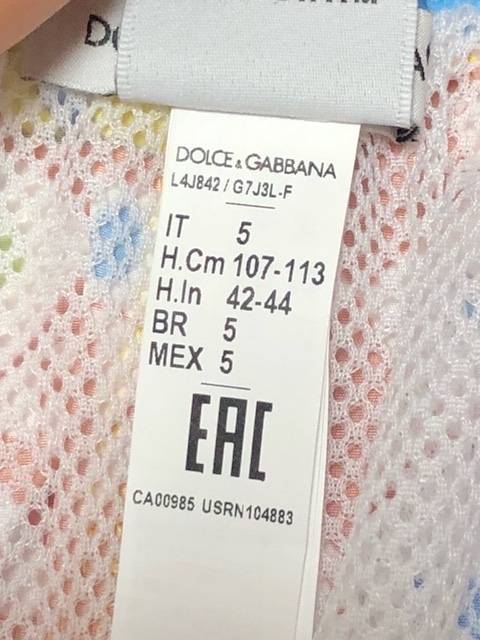 DOLCE & GABBANA
L4J842 / G7J3L-F
IT 5
H.Cm 107-113
H.In 42-44
BR 5
MEX 5
EAC
CA00985 USRN104883